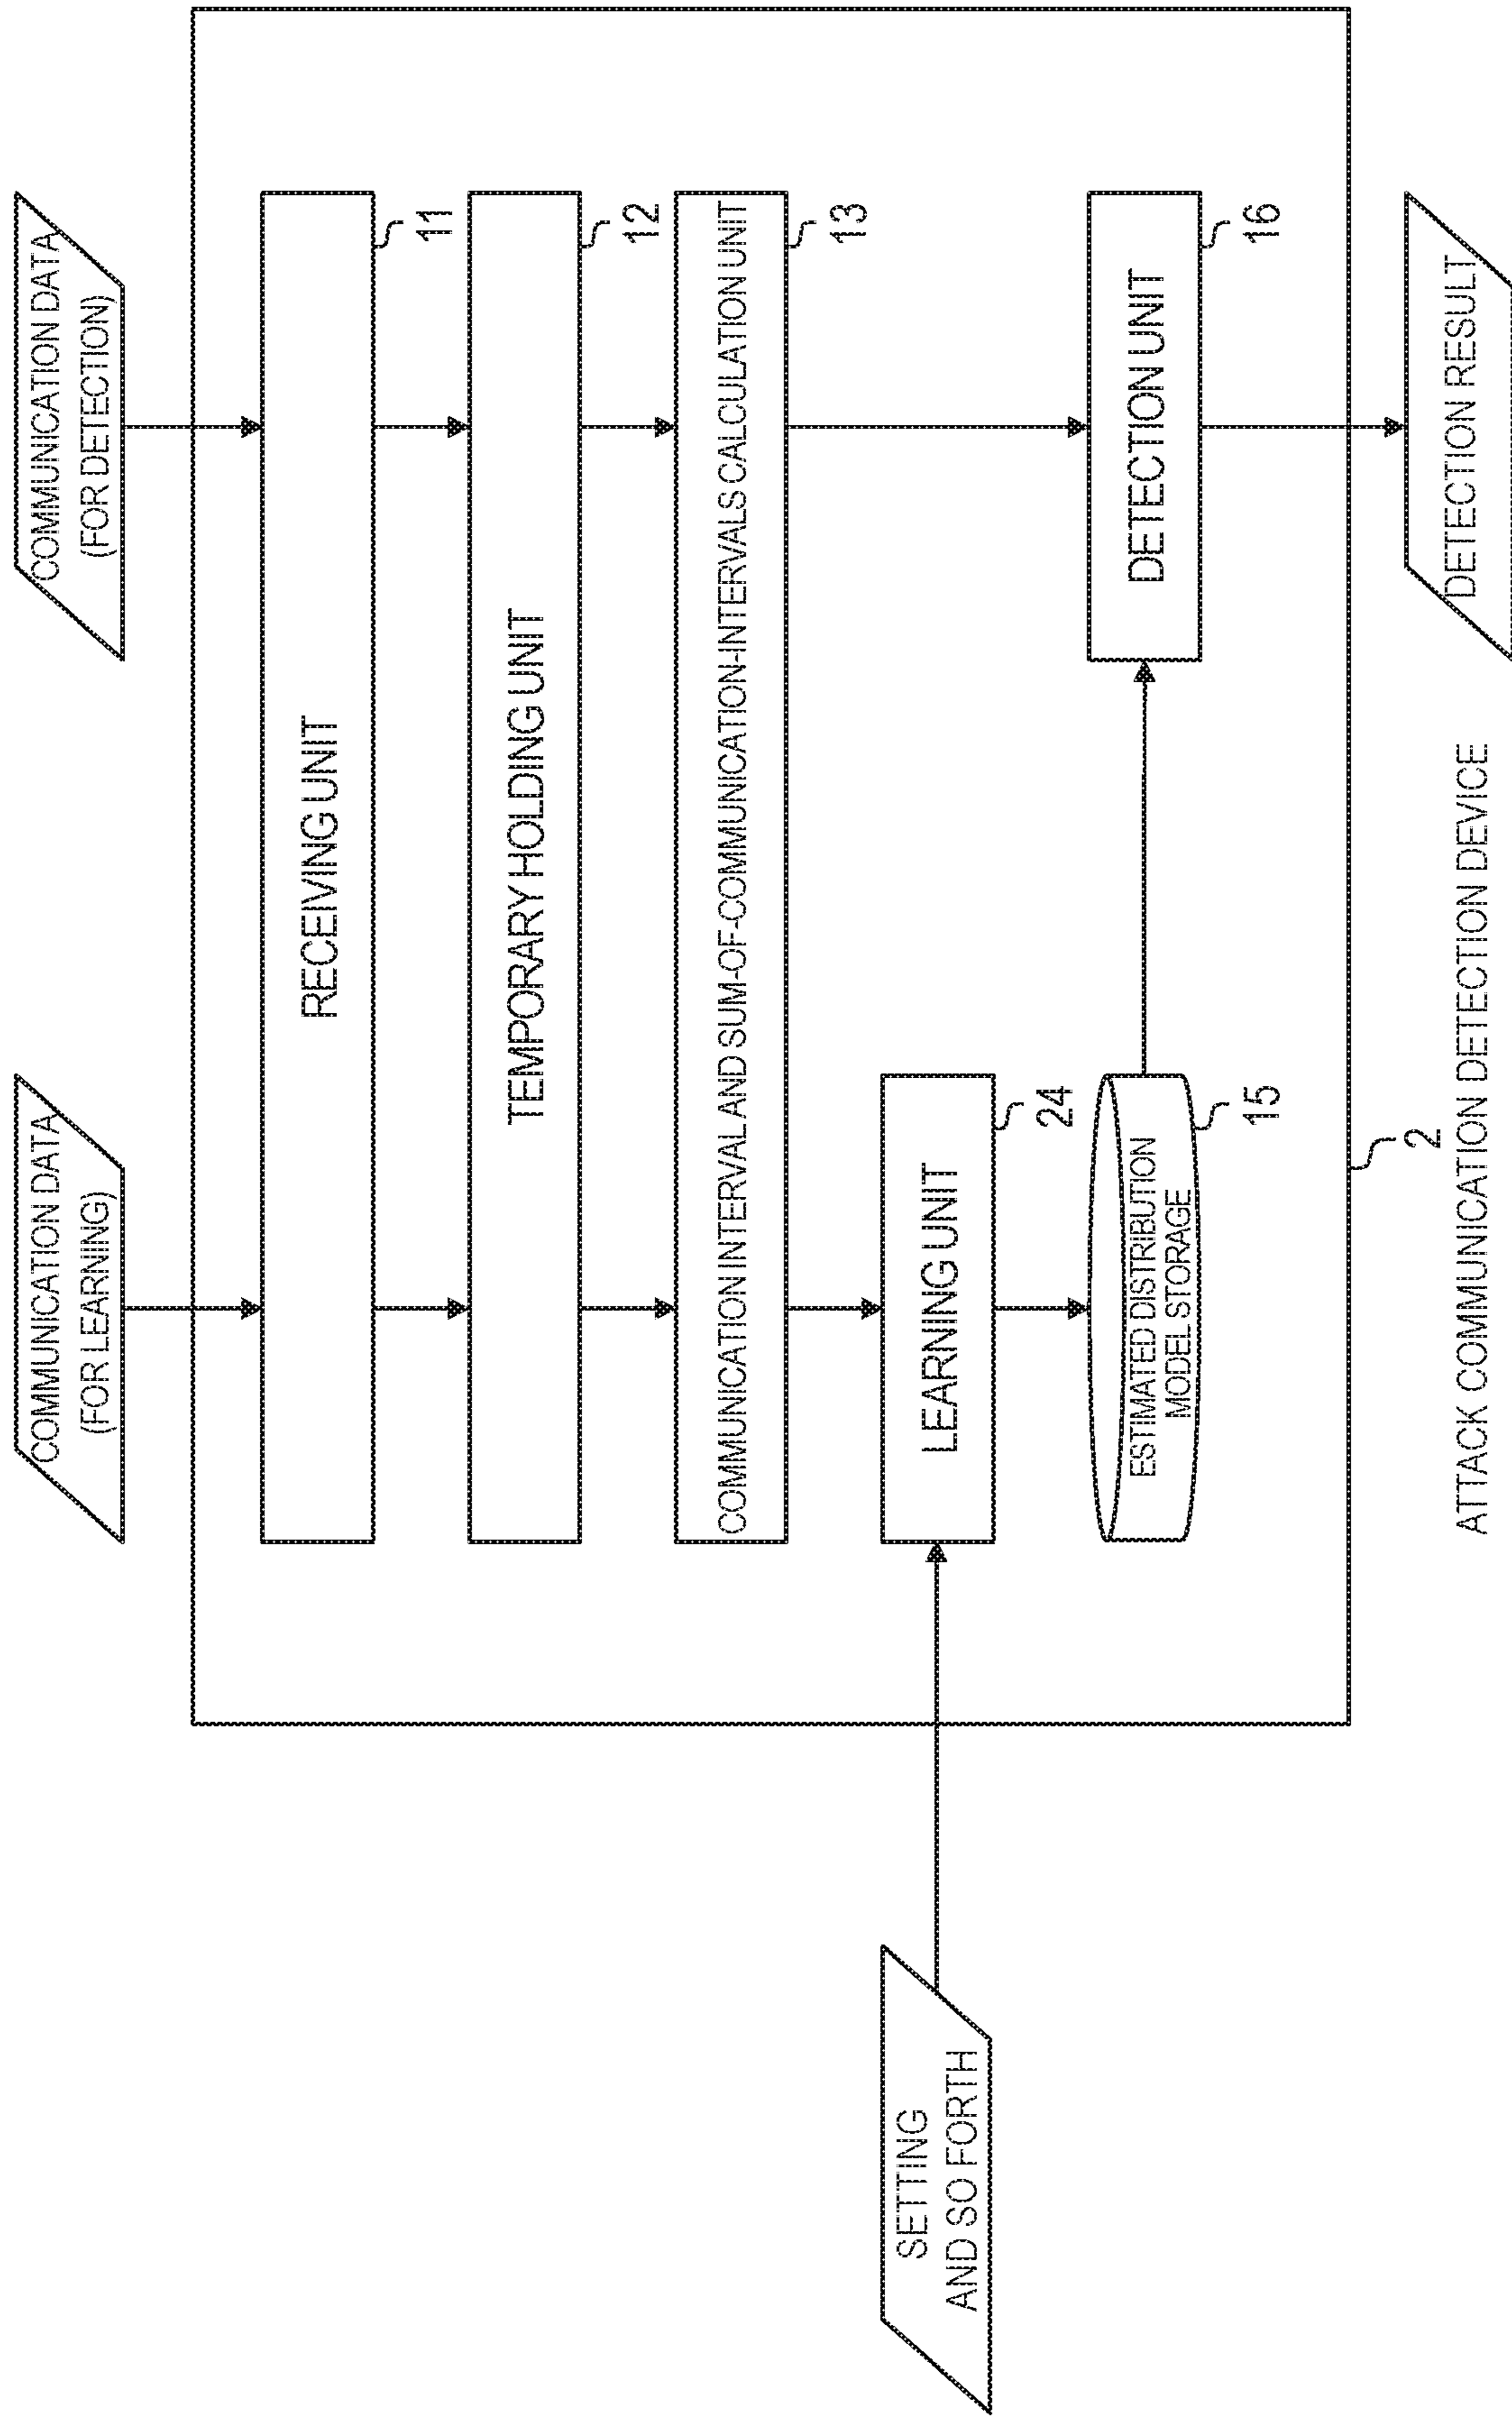 COMMUNICATION DATA
(FOR LEARNING)
COMMUNICATION DATA
(FOR DETECTION)
RECEIVING UNIT
11
TEMPORARY HOLDING UNIT
12
COMMUNICATION INTERVAL AND SUM-OF-COMMUNICATION-INTERVALS CALCULATION UNIT
13
SETTING
AND SO FORTH
LEARNING UNIT
24
ESTIMATED DISTRIBUTION
MODEL STORAGE
15
DETECTION UNIT
16
2
ATTACK COMMUNICATION DETECTION DEVICE
DETECTION RESULT